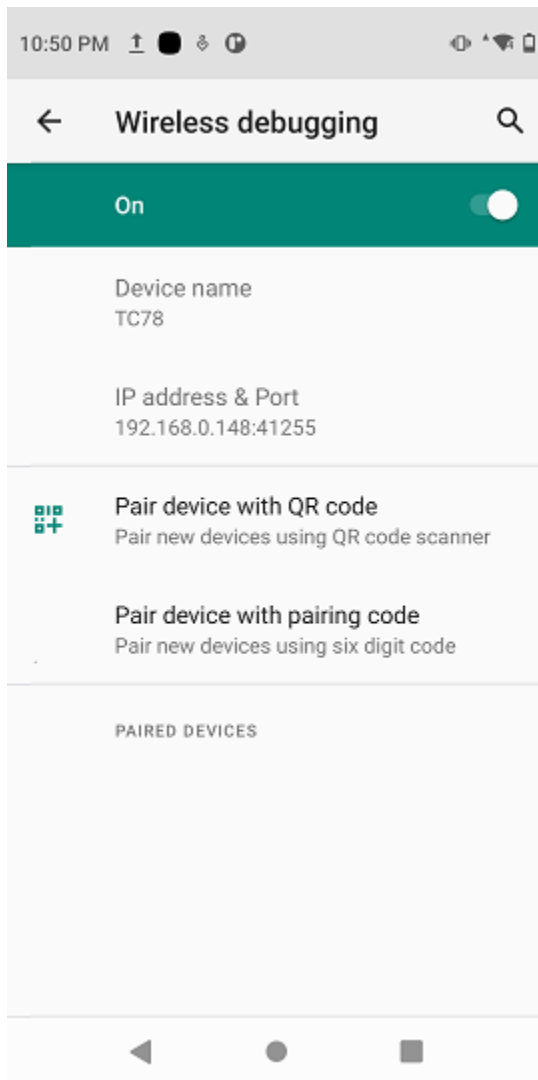 10:50 PM
Wireless debugging
On
Device name
TC78
IP address & Port
192.168.0.148:41255
Pair device with QR code
Pair new devices using QR code scanner
Pair device with pairing code
Pair new devices using six digit code
PAIRED DEVICES